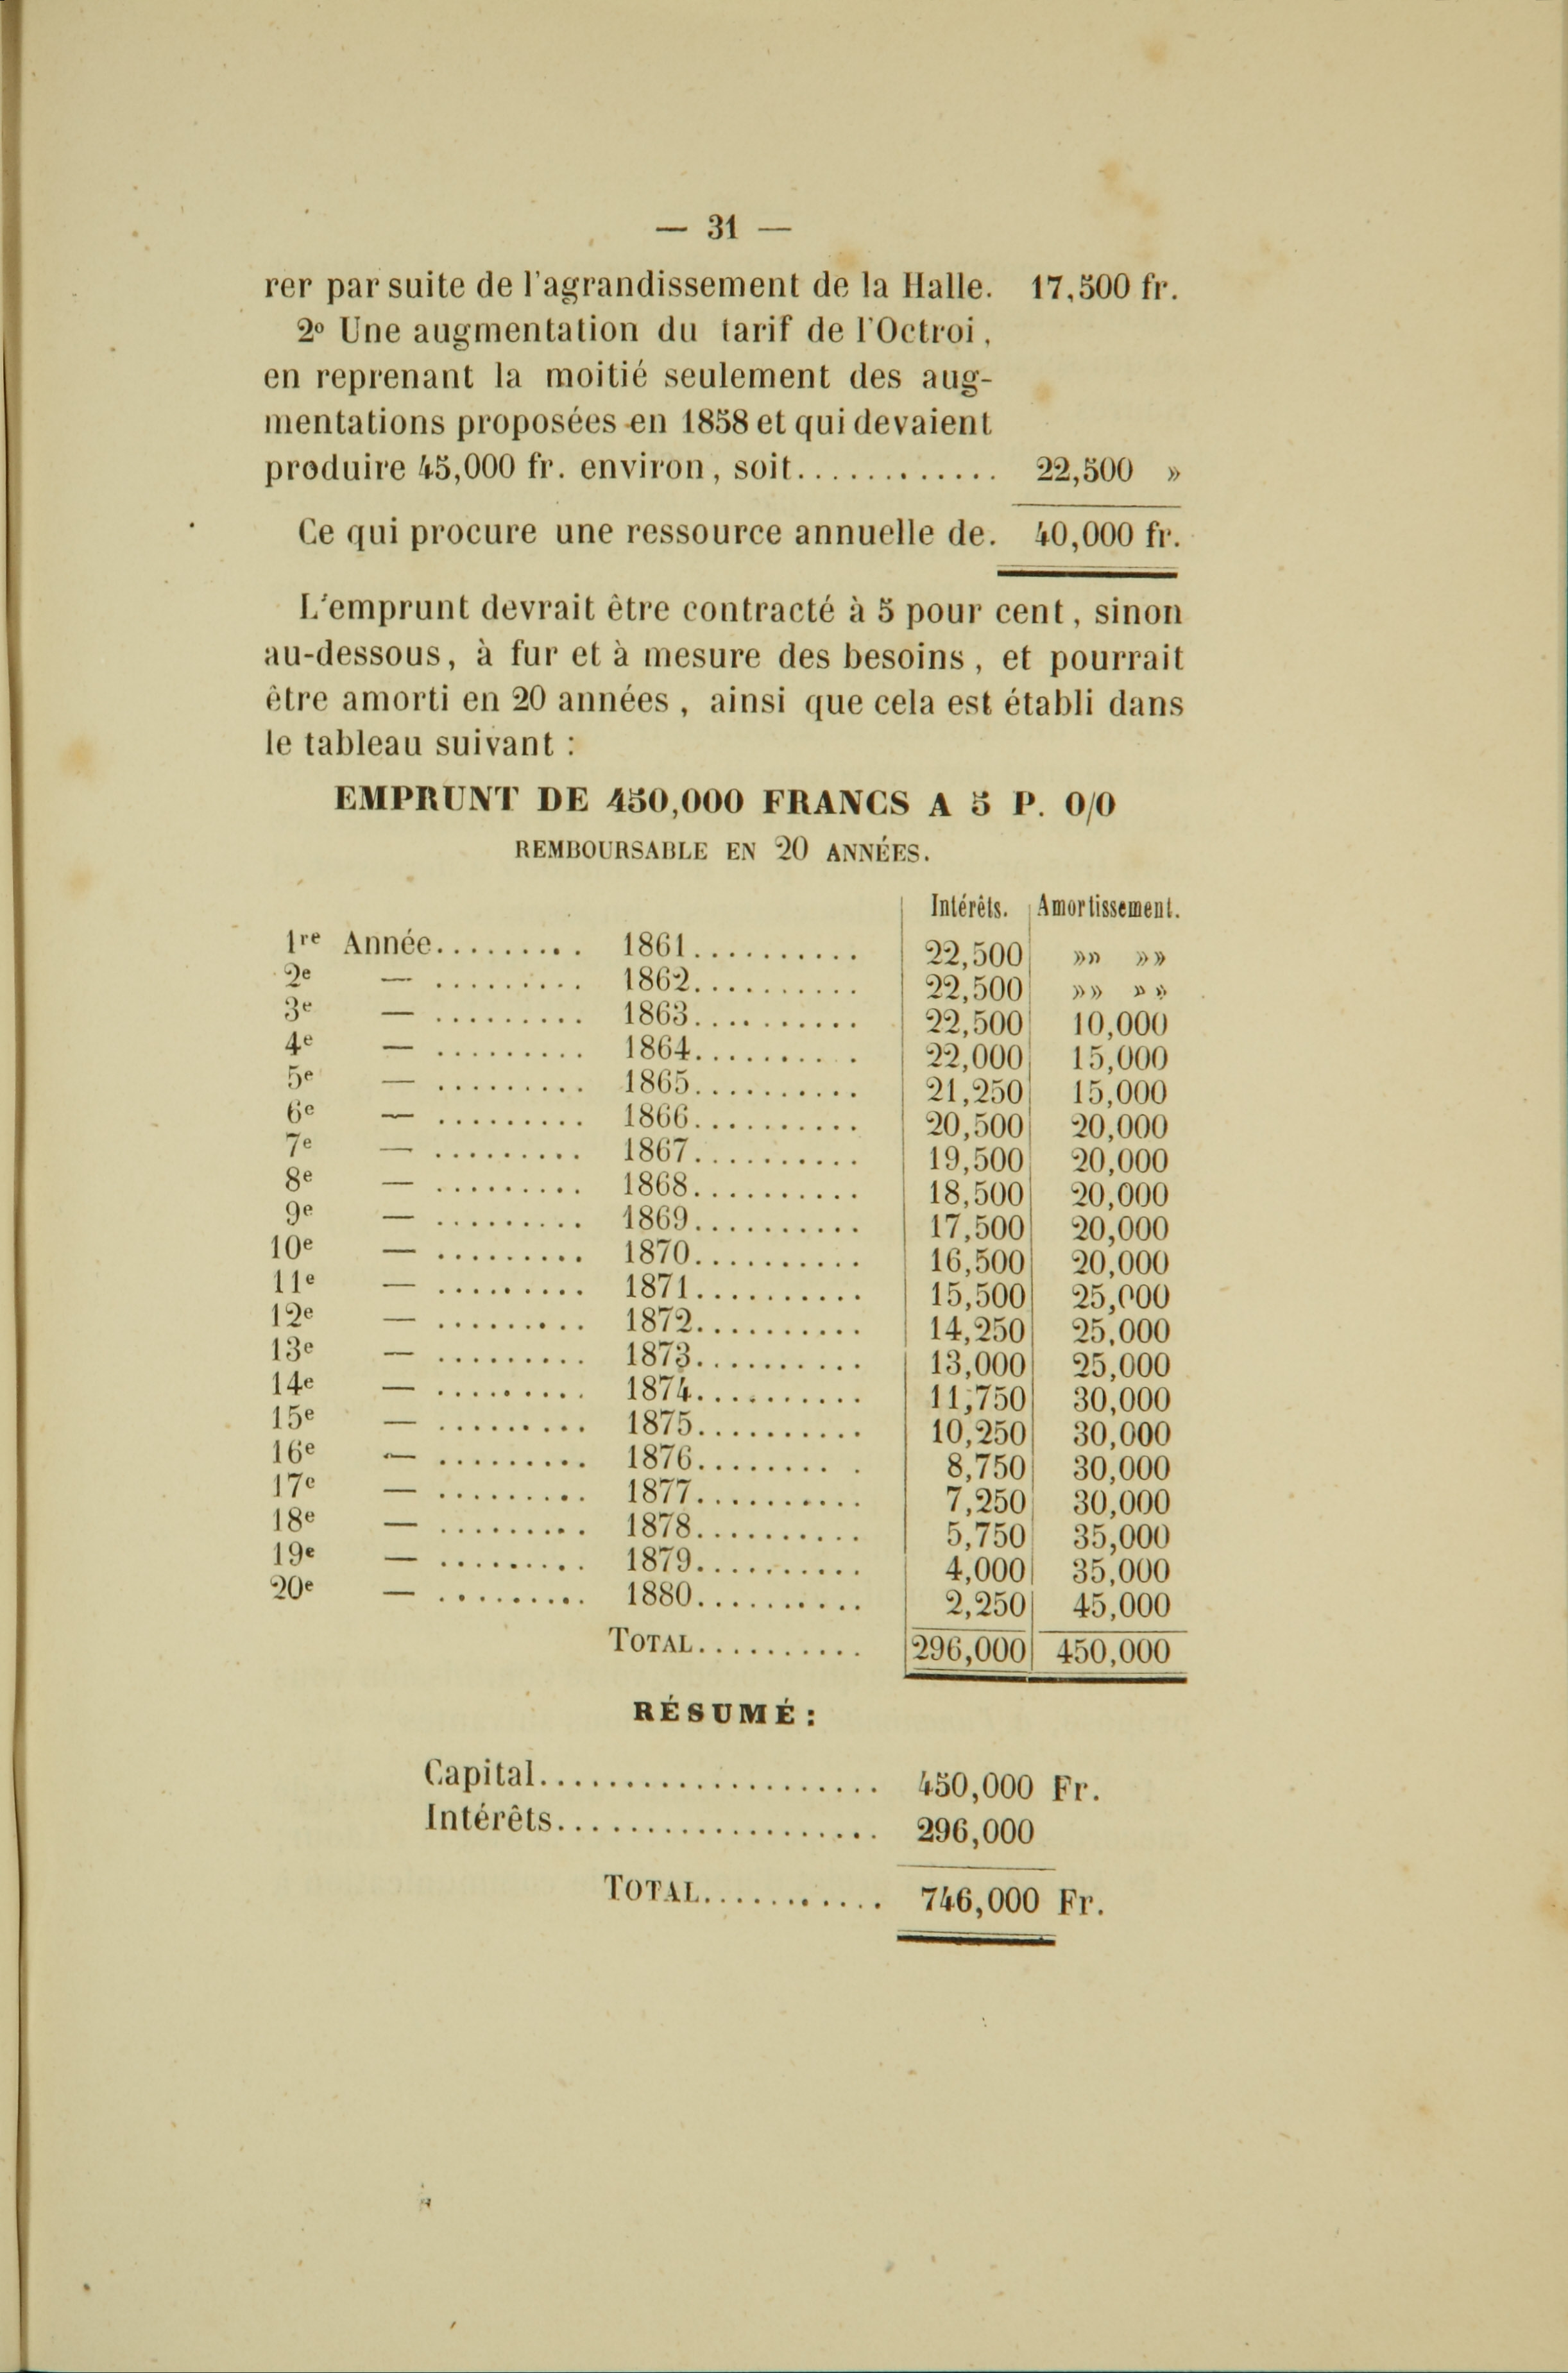 — 31 —
rer par suite de l'agrandissement de la Halle. 17,500 fr.
2o Une augmentation du tarif de l'Octroi,
en reprenant la moitié seulement des aug-
mentations proposées en 1858 et qui devaient
produire 45,000 fr. environ, soit............ 22,500 »
Ce qui procure une ressource annuelle de. 40,000 fr.
L'emprunt devrait être contracté à 5 pour cent, sinon
au-dessous, à fur et à mesure des besoins, et pourrait
être amorti en 20 années, ainsi que cela est établi dans
le tableau suivant :
EMPRUNT DE 450,000 FRANCS A 5 P. 0/0
REMBOURSABLE EN 20 ANNÉES.
Intérêts. Amortissement.
1re Année......... 1861........... 22,500 »» »»
2e — ......... 1862........... 22,500 »» »»
3e — ......... 1863........... 22,500 10,000
4e — ......... 1864.......... 22,000 15,000
5e — ......... 1865........... 21,250 15,000
6e — ......... 1866........... 20,500 20,000
7e — ......... 1867........... 19,500 20,000
8e — ......... 1868........... 18,500 20,000
9e — ......... 1869........... 17,500 20,000
10e — ......... 1870........... 16,500 20,000
11e — ......... 1871........... 15,500 25,000
12e — ......... 1872........... 14,250 25,000
13e — ......... 1873........... 13,000 25,000
14e — ......... 1874........... 11,750 30,000
15e — ......... 1875........... 10,250 30,000
16e — ......... 1876......... 8,750 30,000
17e — ......... 1877........... 7,250 30,000
18e — ......... 1878........... 5,750 35,000
19e — ......... 1879........... 4,000 35,000
20e — ......... 1880........... 2,250 45,000
TOTAL.......... 296,000 450,000
RÉSUMÉ :
Capital..................... 450,000 Fr.
Intérêts.................... 296,000
TOTAL........... 746,000 Fr.